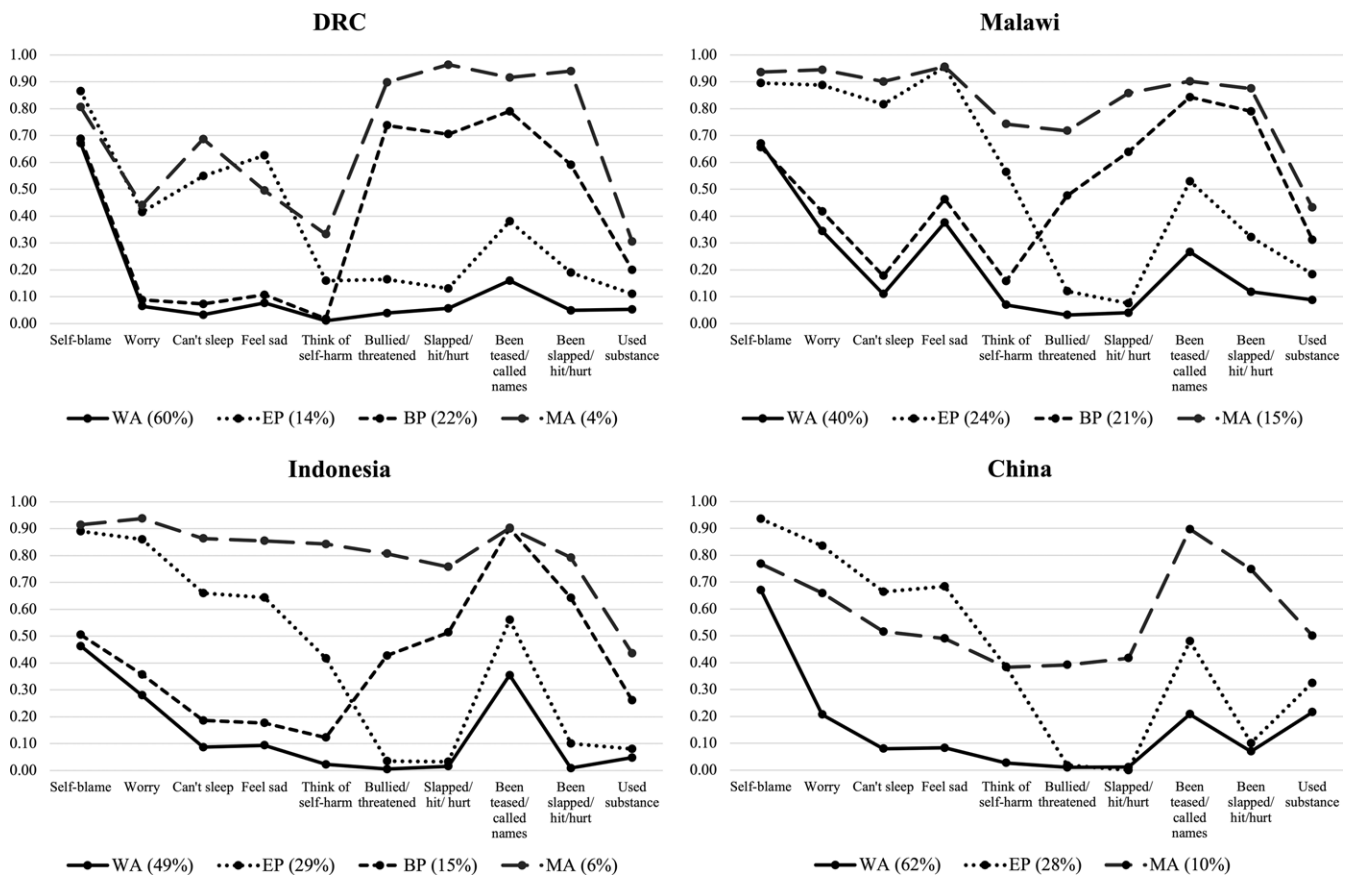 DRC
1.00
0.90
0.80
0.70
0.60
0.50
0.40
0.30
0.20
0.10
0.00
Self-blame Worry Can't sleep Feel sad Think of Bullied/ Slapped/ Been Been Used
self-harm threatened hit/hurt teased/ slapped/ substance
called hit/hurt
names
WA (60%) EP (14%) BP (22%) MA (4%)
Malawi
1.00
0.90
0.80
0.70
0.60
0.50
0.40
0.30
0.20
0.10
0.00
Self-blame Worry Can't sleep Feel sad Think of Bullied/ Slapped/ Been Been Used
self-harm threatened hit/ hurt teased/ slapped/ substance
called hit/hurt
names
WA (40%) EP (24%) BP (21%) MA (15%)
Indonesia
1.00
0.90
0.80
0.70
0.60
0.50
0.40
0.30
0.20
0.10
0.00
Self-blame Worry Can't sleep Feel sad Think of Bullied/ Slapped/ Been Been Used
self-harm threatened hit/ hurt teased/ slapped/ substance
called hit/hurt
names
WA (49%) EP (29%) BP (15%) MA (6%)
China
1.00
0.90
0.80
0.70
0.60
0.50
0.40
0.30
0.20
0.10
0.00
Self-blame Worry Can't sleep Feel sad Think of Bullied/ Slapped/ Been Been Used
self-harm threatened hit/hurt teased/ slapped/ substance
called hit/hurt
names
WA (62%) EP (28%) MA (10%)